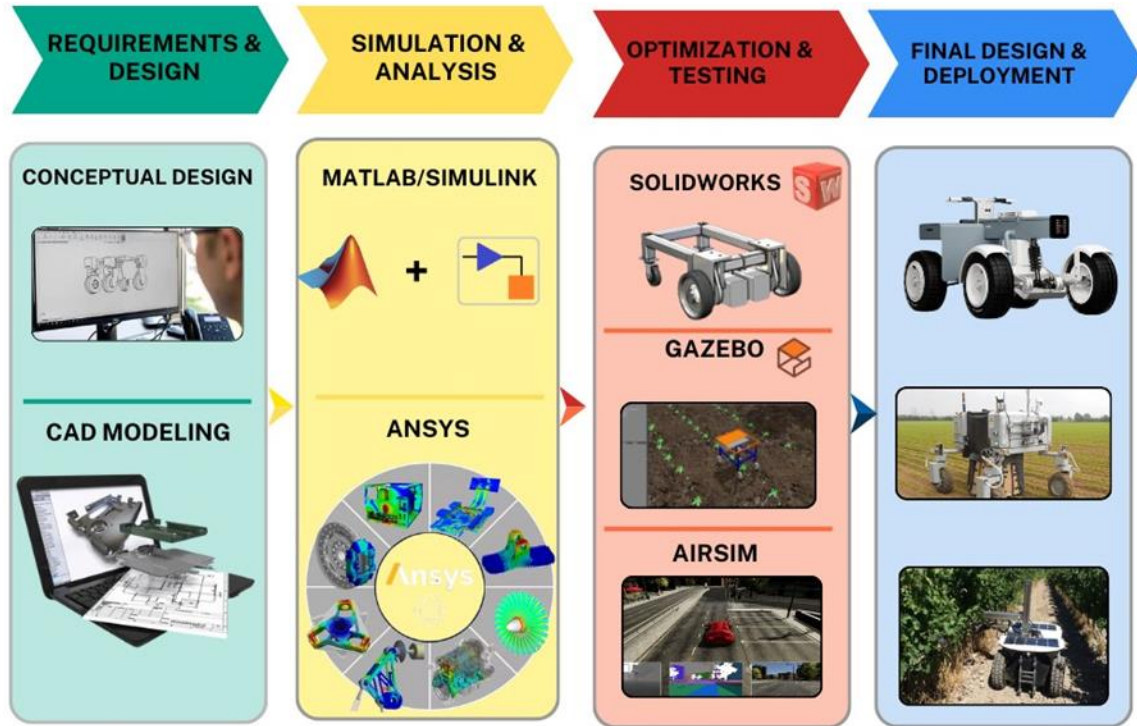 REQUIREMENTS &
DESIGN
SIMULATION &
ANALYSIS
OPTIMIZATION &
TESTING
FINAL DESIGN &
DEPLOYMENT
CONCEPTUAL DESIGN
CAD MODELING
MATLAB/SIMULINK
+
ANSYS
Ansys
SOLIDWORKS
SW
GAZEBO
AIRSIM